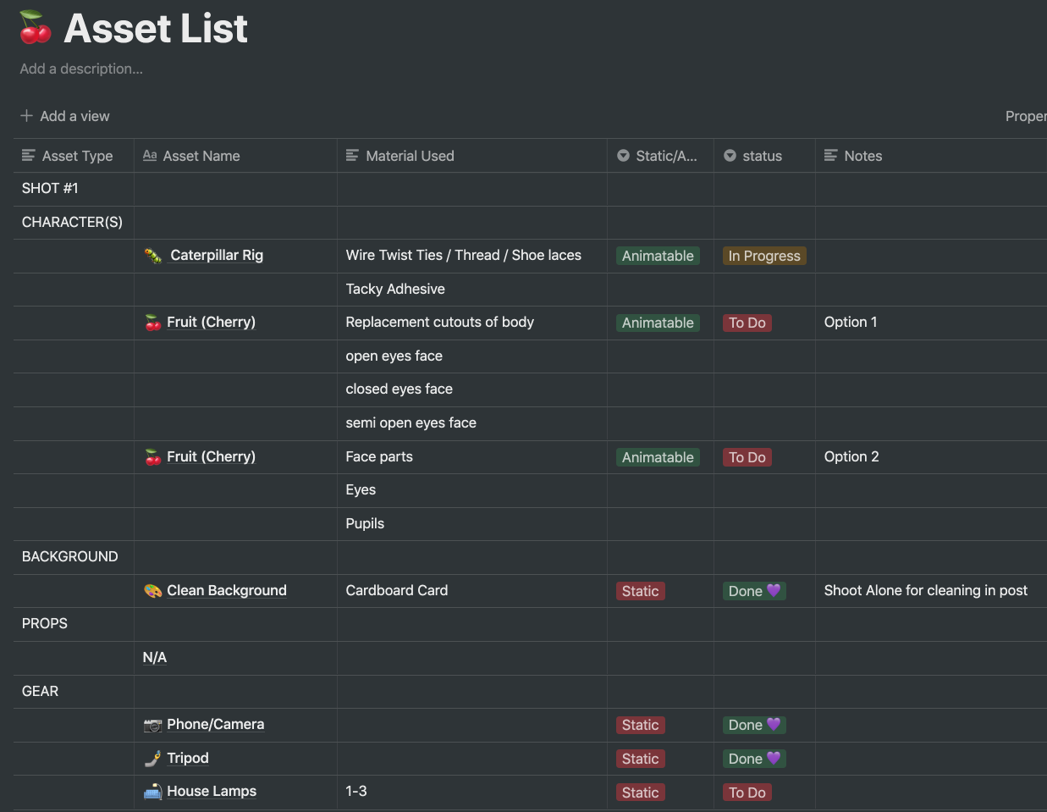 Asset List
Add a description...
+ Add a view
Proper
Asset Type Aa Asset Name Material Used Static/A... status Notes
SHOT #1
CHARACTER(S)
Caterpillar Rig Wire Twist Ties / Thread / Shoe laces Animatable In Progress
Tacky Adhesive
Fruit (Cherry) Replacement cutouts of body Animatable To Do Option 1
open eyes face
closed eyes face
semi open eyes face
Fruit (Cherry) Face parts Animatable To Do Option 2
Eyes
Pupils
BACKGROUND
Clean Background Cardboard Card Static Done 💜 Shoot Alone for cleaning in post
PROPS
N/A
GEAR
Phone/Camera Static Done 💜
Tripod Static Done 💜
House Lamps 1-3 Static To Do